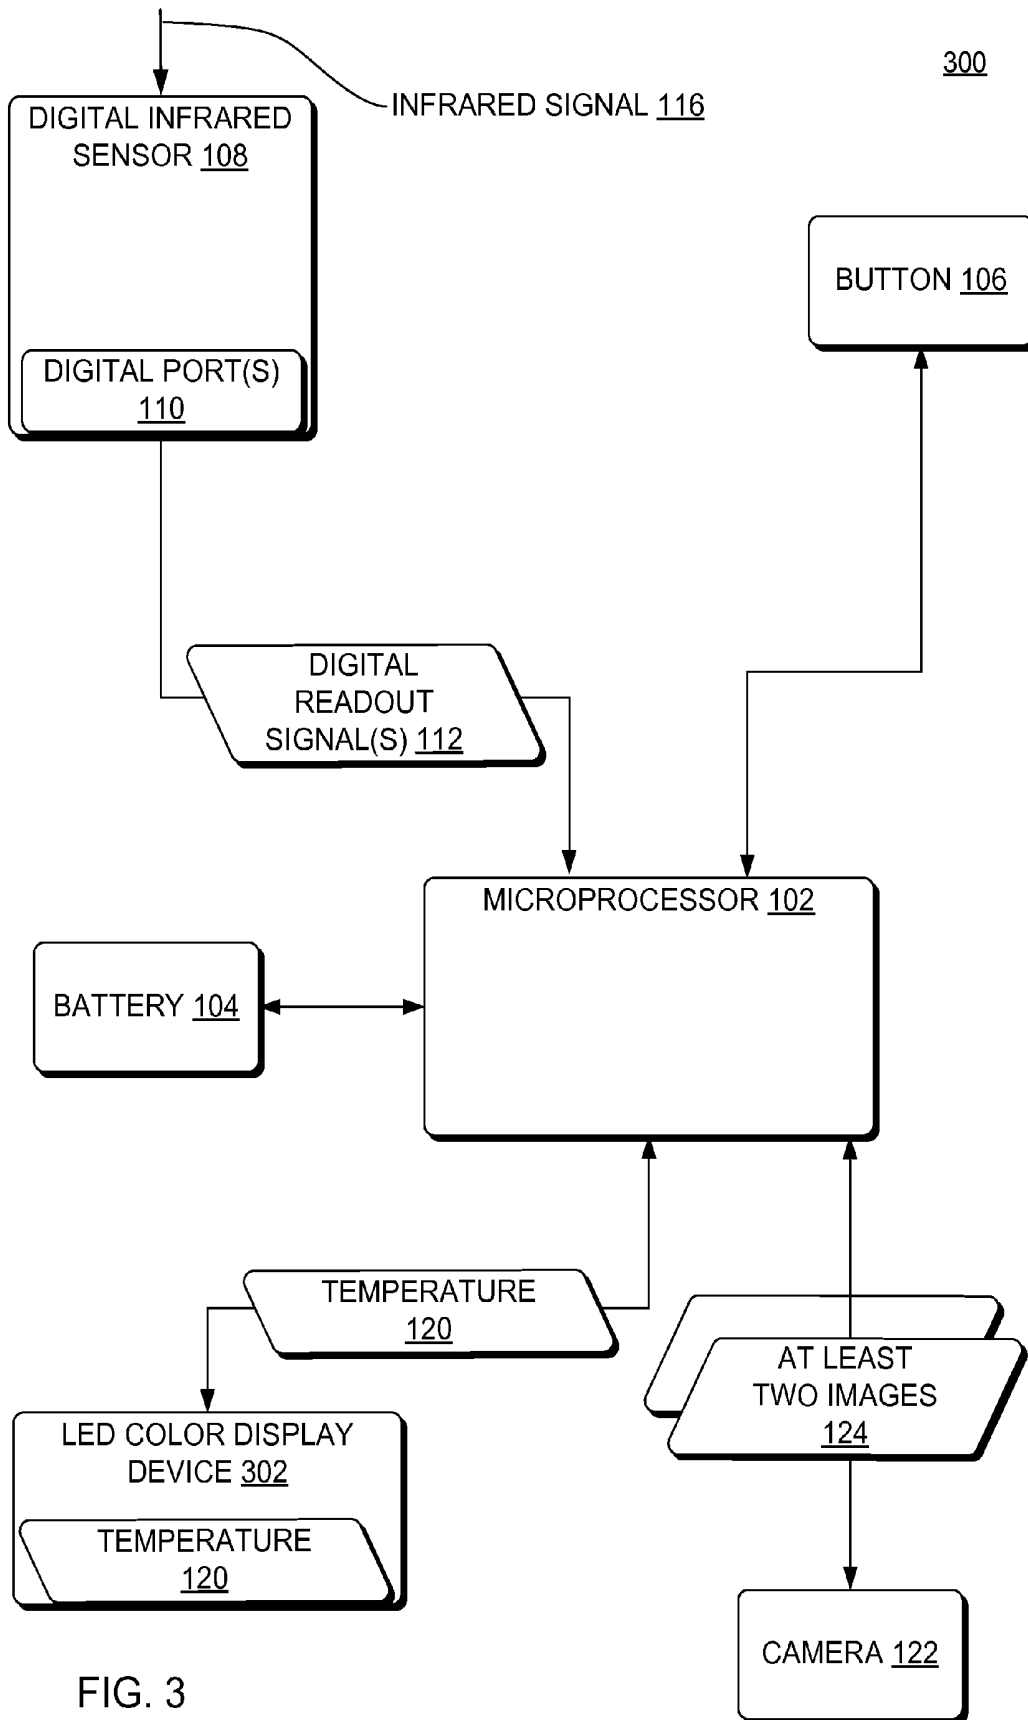 300
INFRARED SIGNAL 116
DIGITAL INFRARED
SENSOR 108
BUTTON 106
DIGITAL PORT(S)
110
DIGITAL
READOUT
SIGNAL(S) 112
MICROPROCESSOR 102
BATTERY 104
TEMPERATURE
120
AT LEAST
TWO IMAGES
124
LED COLOR DISPLAY
DEVICE 302
TEMPERATURE
120
CAMERA 122
FIG. 3